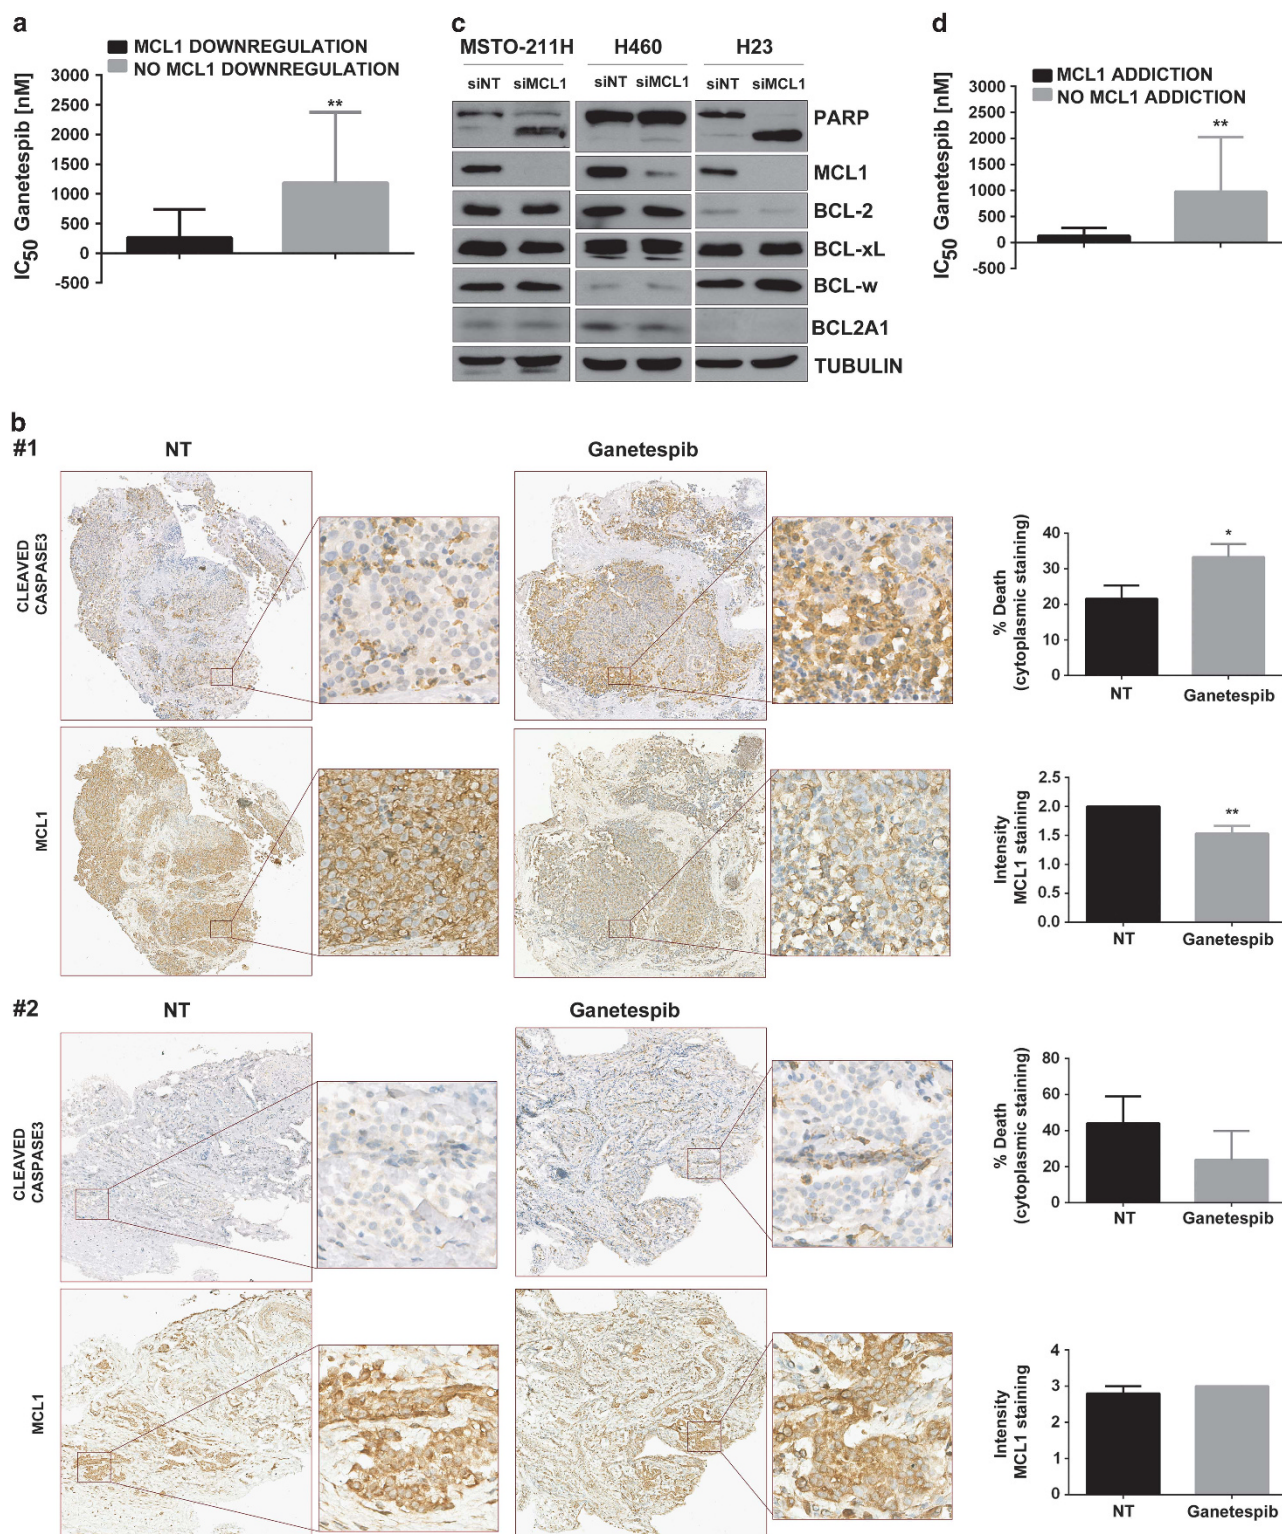 a
MCL1 DOWNREGULATION
NO MCL1 DOWNREGULATION
IC50 Ganetespib [nM]
3000
2500
2000
1500
1000
500
0
-500
**
c
MSTO-211H H460 H23
siNT siMCL1 siNT siMCL1 siNT siMCL1
PARP
MCL1
BCL-2
BCL-xL
BCL-w
BCL2A1
TUBULIN
d
MCL1 ADDICTION
NO MCL1 ADDICTION
IC50 Ganetespib [nM]
3000
2500
2000
1500
1000
500
0
-500
**
b
#1
NT Ganetespib
CLEAVED
CASPASE3
% Death
(cytoplasmic staining)
40
30
20
10
0
*
NT Ganetespib
MCL1
Intensity
MCL1 staining
2.5
2.0
1.5
1.0
0.5
0.0
**
NT Ganetespib
#2
NT Ganetespib
CLEAVED
CASPASE3
% Death
(cytoplasmic staining)
80
60
40
20
0
NT Ganetespib
MCL1
Intensity
MCL1 staining
4
3
2
1
0
NT Ganetespib